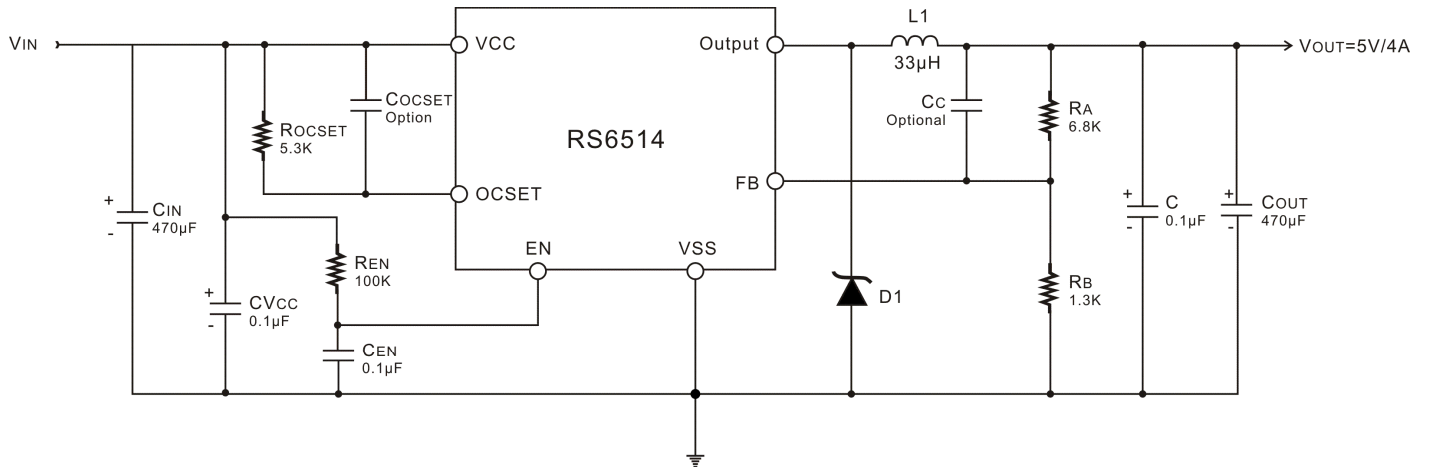 VIN
VCC
Output
L1
33µH
VOUT=5V/4A
COCSET
Option
ROCSET
5.3K
RS6514
CC
Optional
RA
6.8K
FB
OCSET
+
CIN
470µF
-
EN
VSS
+
C
0.1µF
-
+
COUT
470µF
-
REN
100K
D1
RB
1.3K
+
CVCC
0.1µF
-
CEN
0.1µF